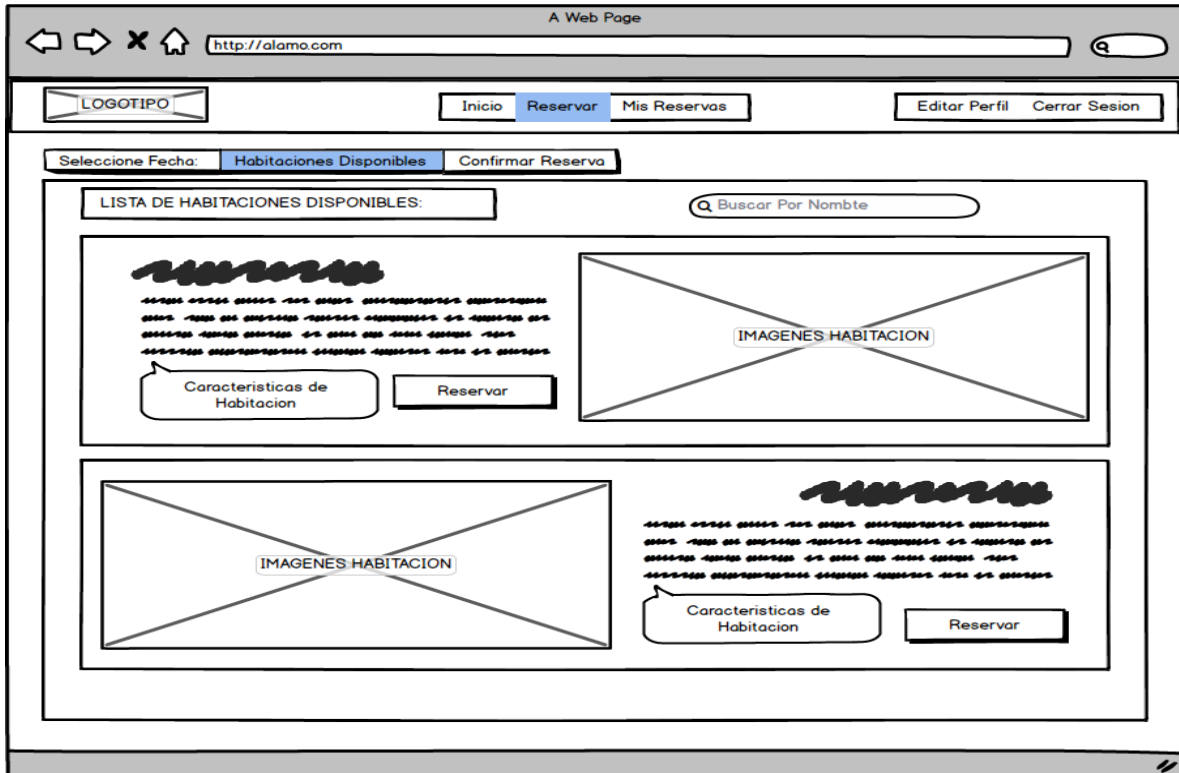 A Web Page
http://alamo.com
LOGOTIPO
Inicio Reservar Mis Reservas
Editar Perfil Cerrar Sesion
Seleccione Fecha: Habitaciones Disponibles Confirmar Reserva
LISTA DE HABITACIONES DISPONIBLES:
Buscar Por Nombte
IMAGENES HABITACION
Caracteristicas de
Habitacion
Reservar
IMAGENES HABITACION
Caracteristicas de
Habitacion
Reservar